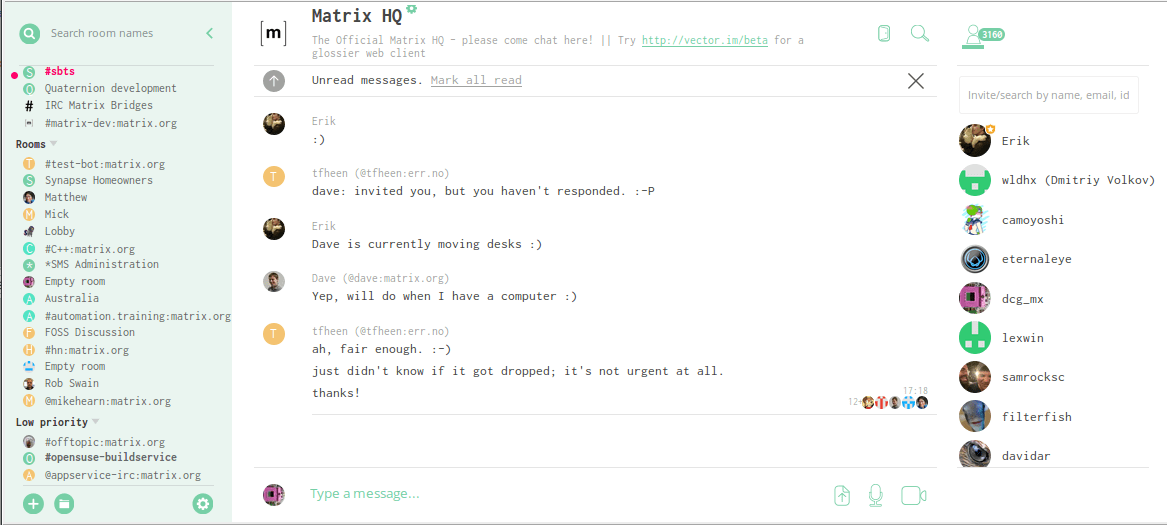 Search room names
#sbts
Quaternion development
IRC Matrix Bridges
#matrix-dev:matrix.org
Rooms
#test-bot:matrix.org
Synapse Homeowners
Matthew
Mick
Lobby
#C++:matrix.org
*SMS Administration
Empty room
Australia
#automation.training:matrix.org
FOSS Discussion
#hn:matrix.org
Empty room
Rob Swain
@mikehearn:matrix.org
Low priority
#offtopic:matrix.org
#opensuse-buildservice
@appservice-irc:matrix.org
[m]
Matrix HQ
The Official Matrix HQ - please come chat here! || Try http://vector.im/beta for a
glossier web client
Unread messages. Mark all read
Erik
:)
T
tfheen (@tfheen:err.no)
dave: invited you, but you haven't responded. :-P
Erik
Dave is currently moving desks :)
Dave (@dave:matrix.org)
Yep, will do when I have a computer :)
T
tfheen (@tfheen:err.no)
ah, fair enough. :-)
just didn't know if it got dropped; it's not urgent at all.
thanks!
17:18
12+
Type a message...
3160
Invite/search by name, email, id
Erik
wldhx (Dmitriy Volkov)
camoyoshi
eternaleye
dcg_mx
lexwin
samrocksc
filterfish
davidar